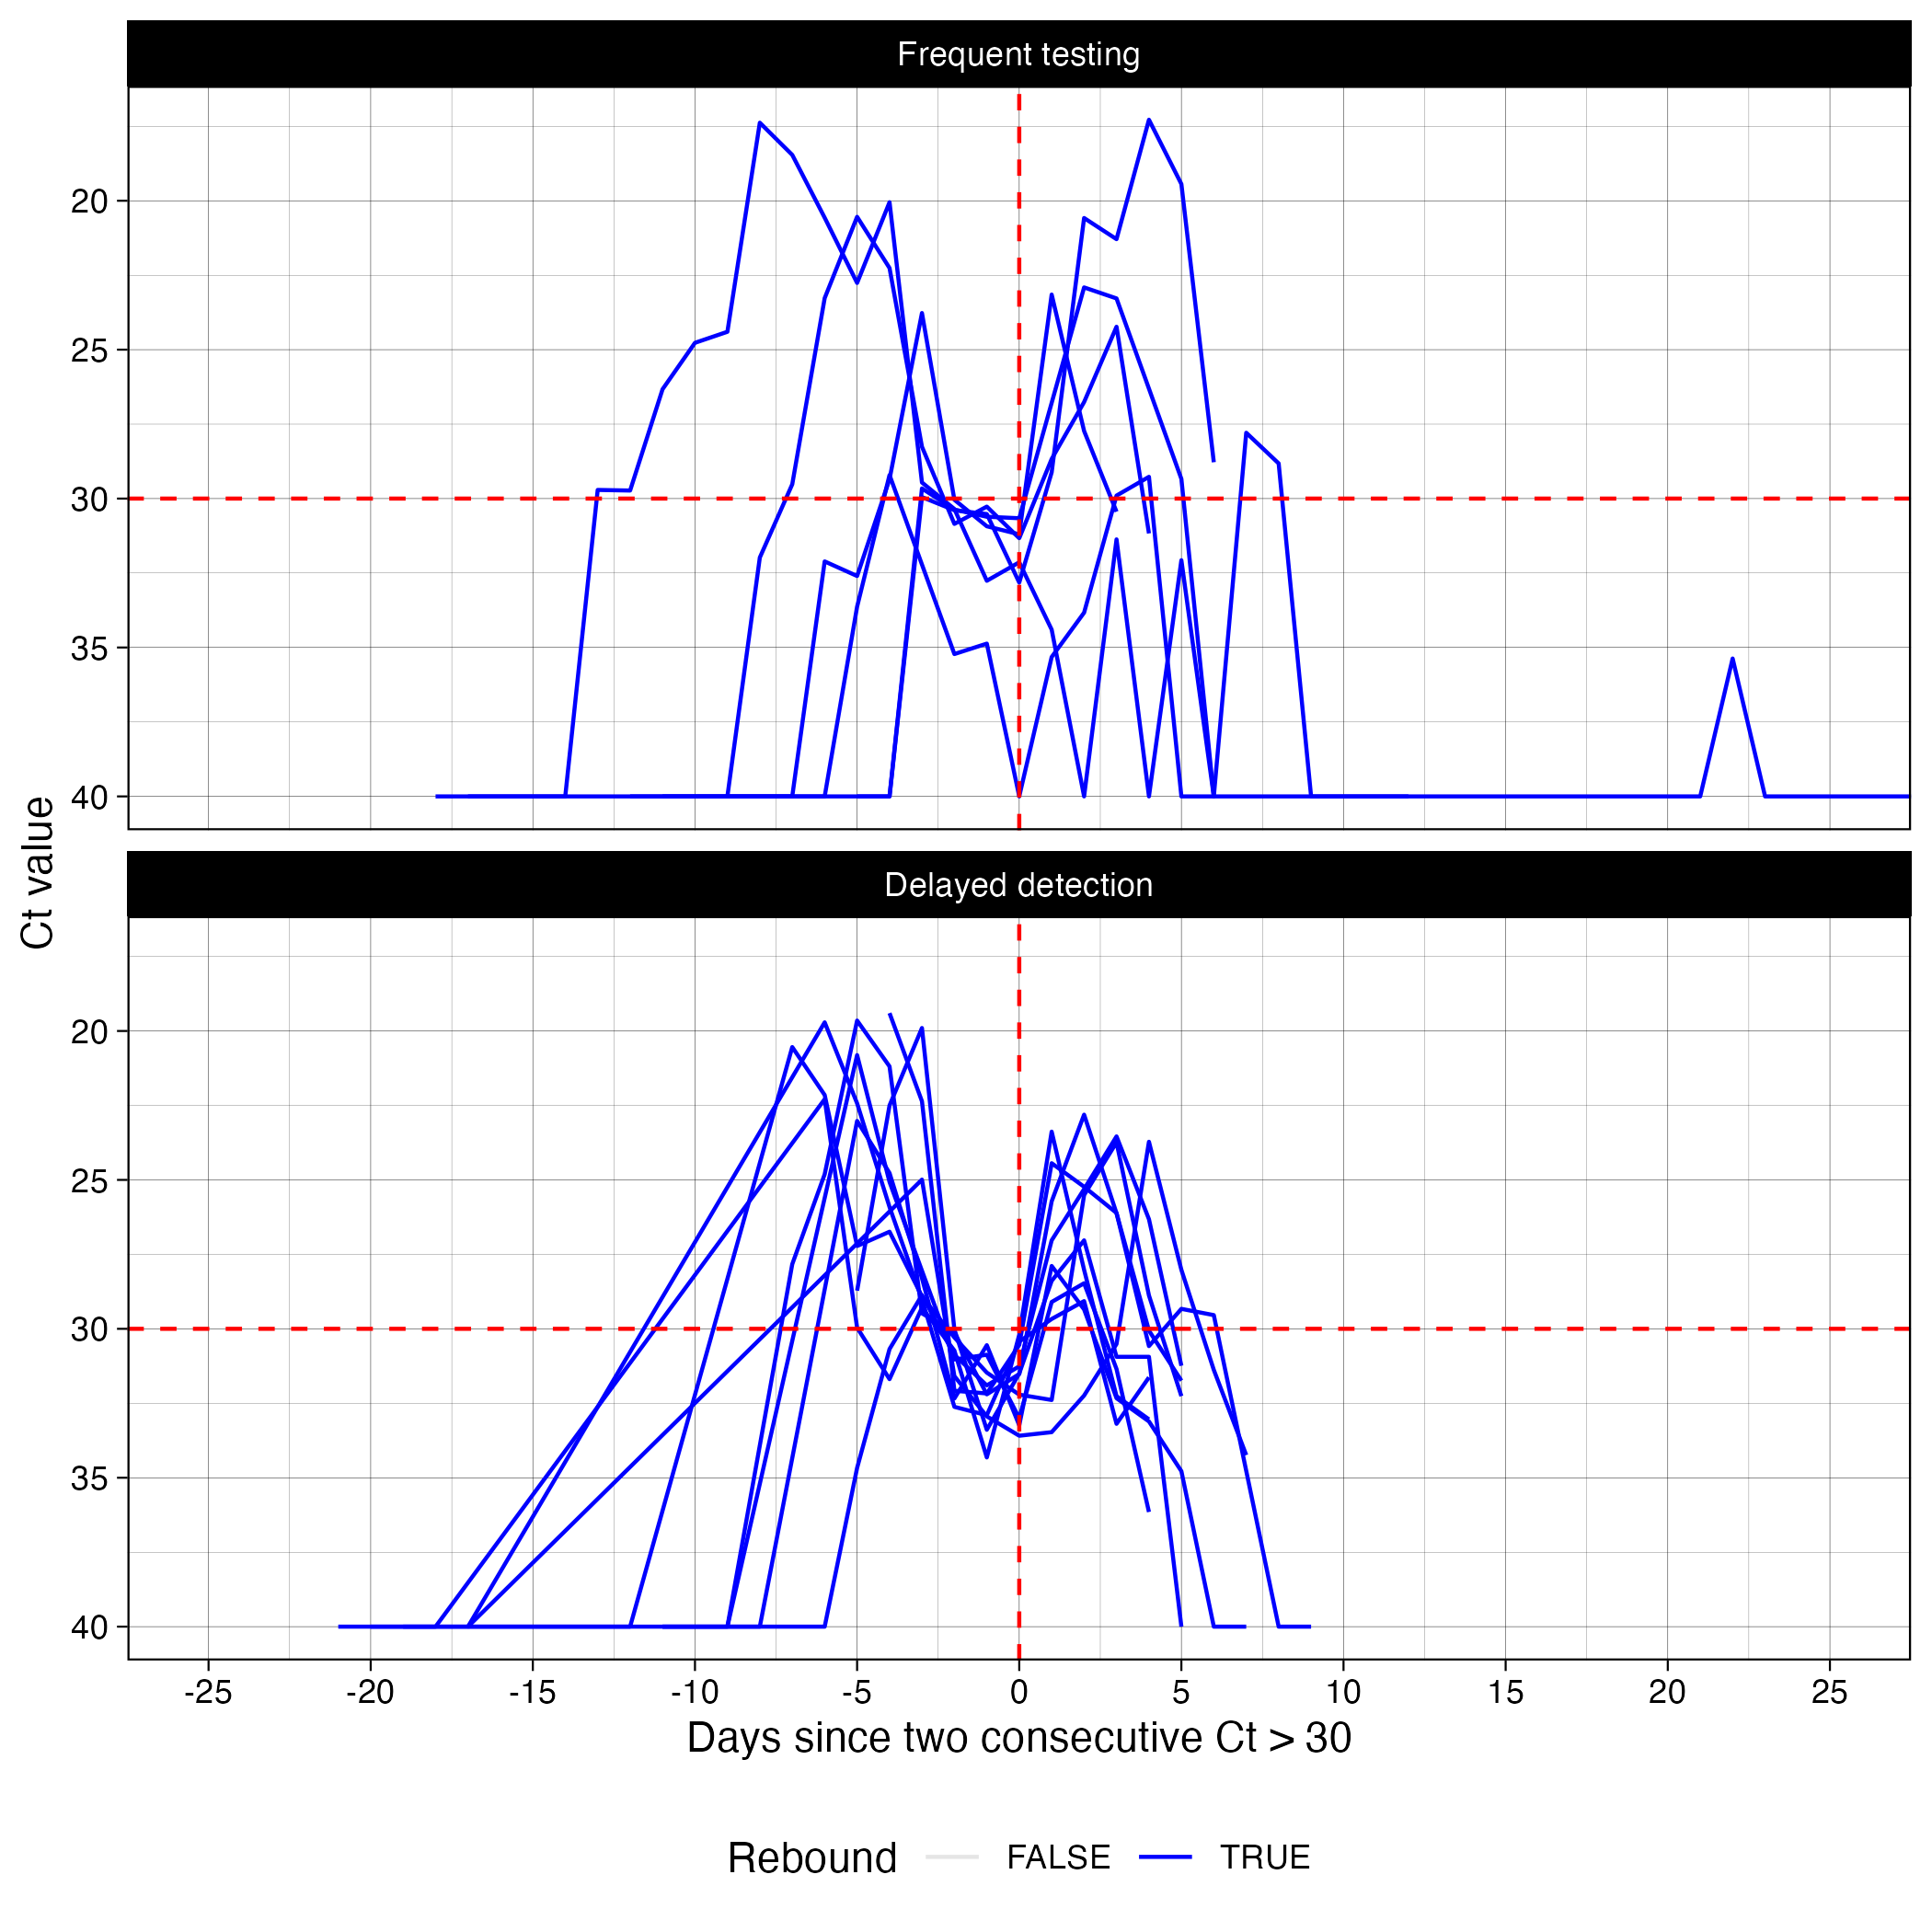 Frequent testing
20
25
30
35
40
Ct value
Delayed detection
20
25
30
35
40
-25 -20 -15 -10 -5 0 5 10 15 20 25
Days since two consecutive Ct > 30
Rebound FALSE TRUE